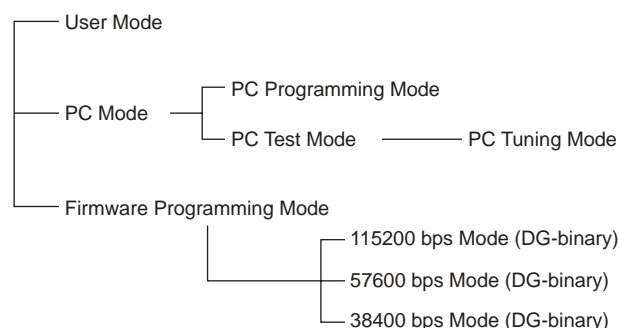 User Mode
PC Mode
PC Programming Mode
PC Test Mode
PC Tuning Mode
Firmware Programming Mode
115200 bps Mode (DG-binary)
57600 bps Mode (DG-binary)
38400 bps Mode (DG-binary)